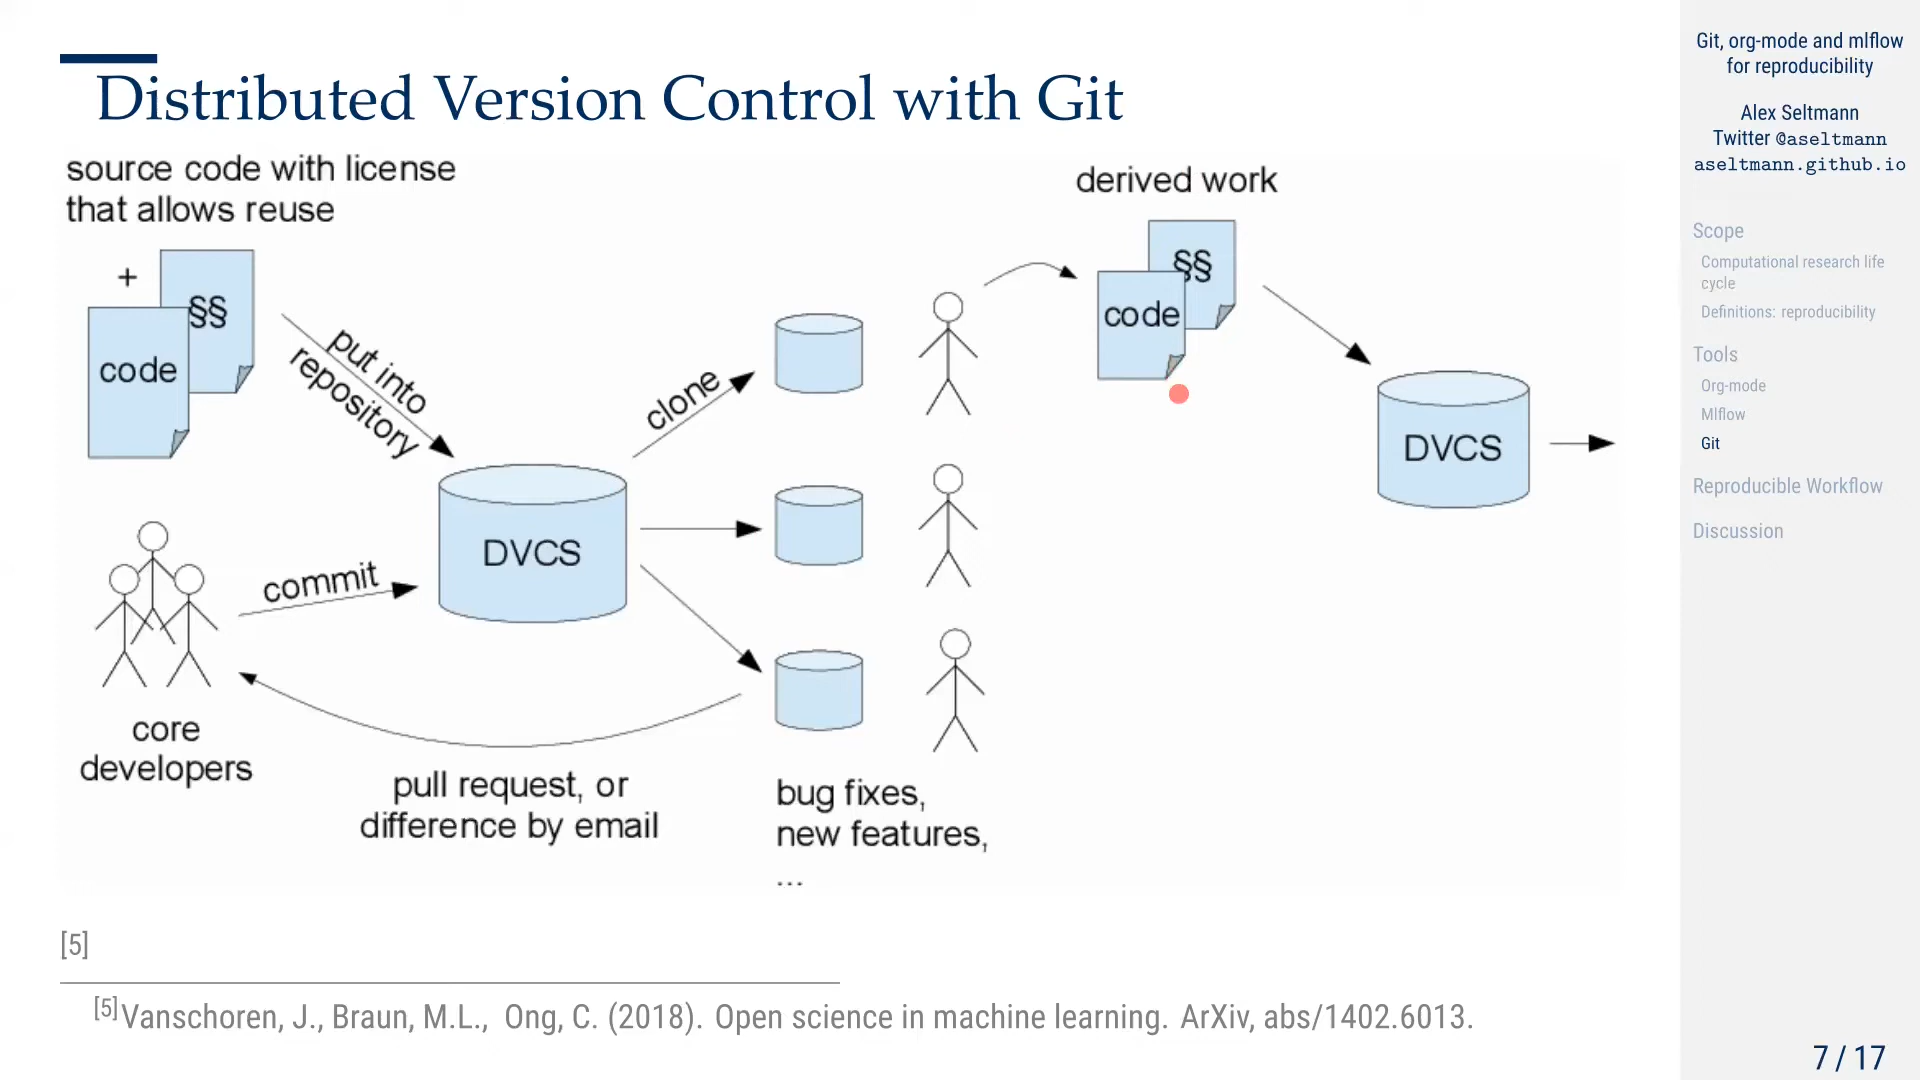 Distributed Version Control with Git
source code with license
that allows reuse
+
§§
code
put into
repository
commit
DVCS
clone
core
developers
pull request, or
difference by email
bug fixes,
new features,
...
derived work
§§
code
DVCS
[5]
[5]Vanschoren, J., Braun, M.L., Ong, C. (2018). Open science in machine learning. ArXiv, abs/1402.6013.
Git, org-mode and mlflow
for reproducibility
Alex Seltmann
Twitter @aseltmann
aseltmann.github.io
Scope
Computational research life
cycle
Definitions: reproducibility
Tools
Org-mode
Mlflow
Git
Reproducible Workflow
Discussion
7 / 17